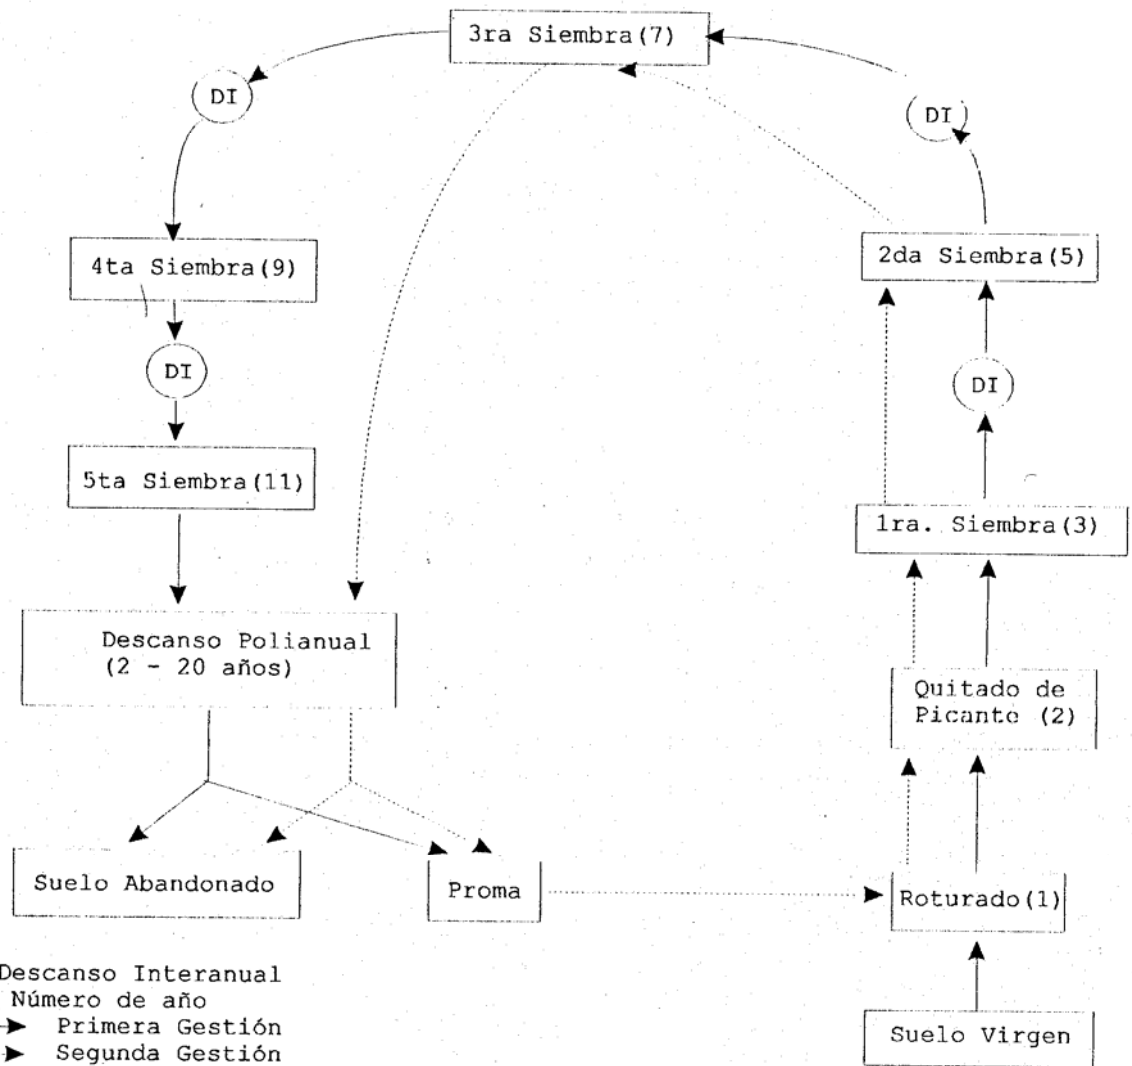 3ra Siembra(7)
DI
DI
4ta Siembra(9)
2da Siembra(5)
DI
DI
5ta Siembra(11)
1ra. Siembra(3)
Descanso Polianual
(2 - 20 años)
Quitado de
Picanto (2)
Suelo Abandonado
Proma
Roturado(1)
Descanso Interanual
Número de año
Primera Gestión
Segunda Gestión
Suelo Virgen